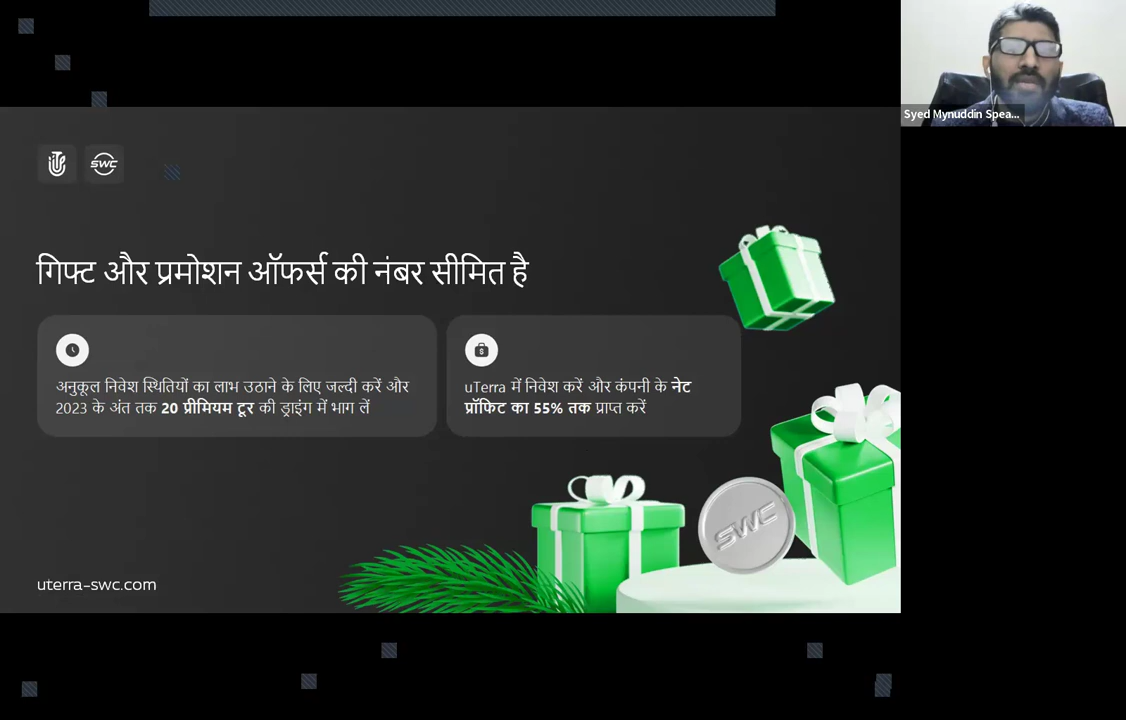 Syed Mynuddin Spea...
SWC
गिफ्ट और प्रमोशन ऑफर्स की नंबर सीमित है
अनुकूल निवेश स्थितियों का लाभ उठाने के लिए जल्दी करें और
2023 के अंत तक 20 प्रीमियम टूर की ड्राइंग में भाग लें
uTerra में निवेश करें और कंपनी के नेट
प्रॉफिट का 55% तक प्राप्त करें
SWC
uterra-swc.com